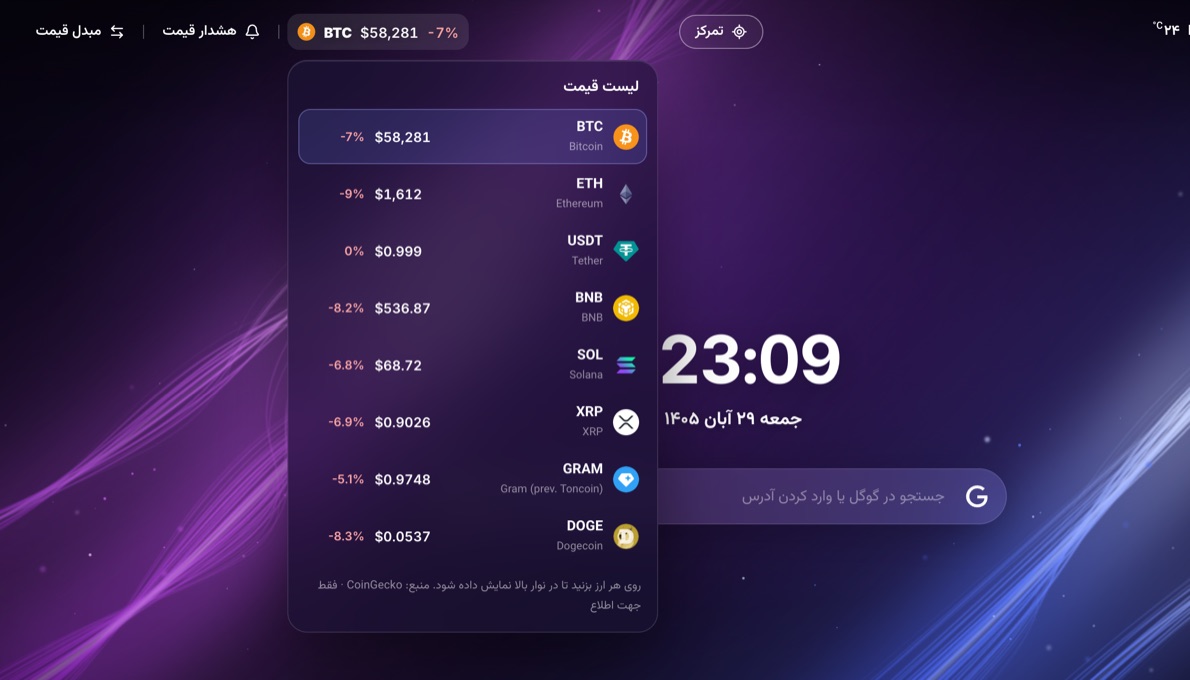 °C ۲۴
تمرکز
BTC $58,281 -7%
هشدار قیمت
مبدل قیمت
لیست قیمت
BTC $58,281 -7%
Bitcoin
ETH $1,612 -9%
Ethereum
USDT $0.999 0%
Tether
BNB $536.87 -8.2%
BNB
SOL $68.72 -6.8%
Solana
XRP $0.9026 -6.9%
XRP
GRAM $0.9748 -5.1%
Gram (prev. Toncoin)
DOGE $0.0537 -8.3%
Dogecoin
روی هر ارز بزنید تا در نوار بالا نمایش داده شود. منبع: CoinGecko · فقط
جهت اطلاع
23:09
جمعه ۲۹ آبان ۱۴۰۵
جستجو در گوگل یا وارد کردن آدرس